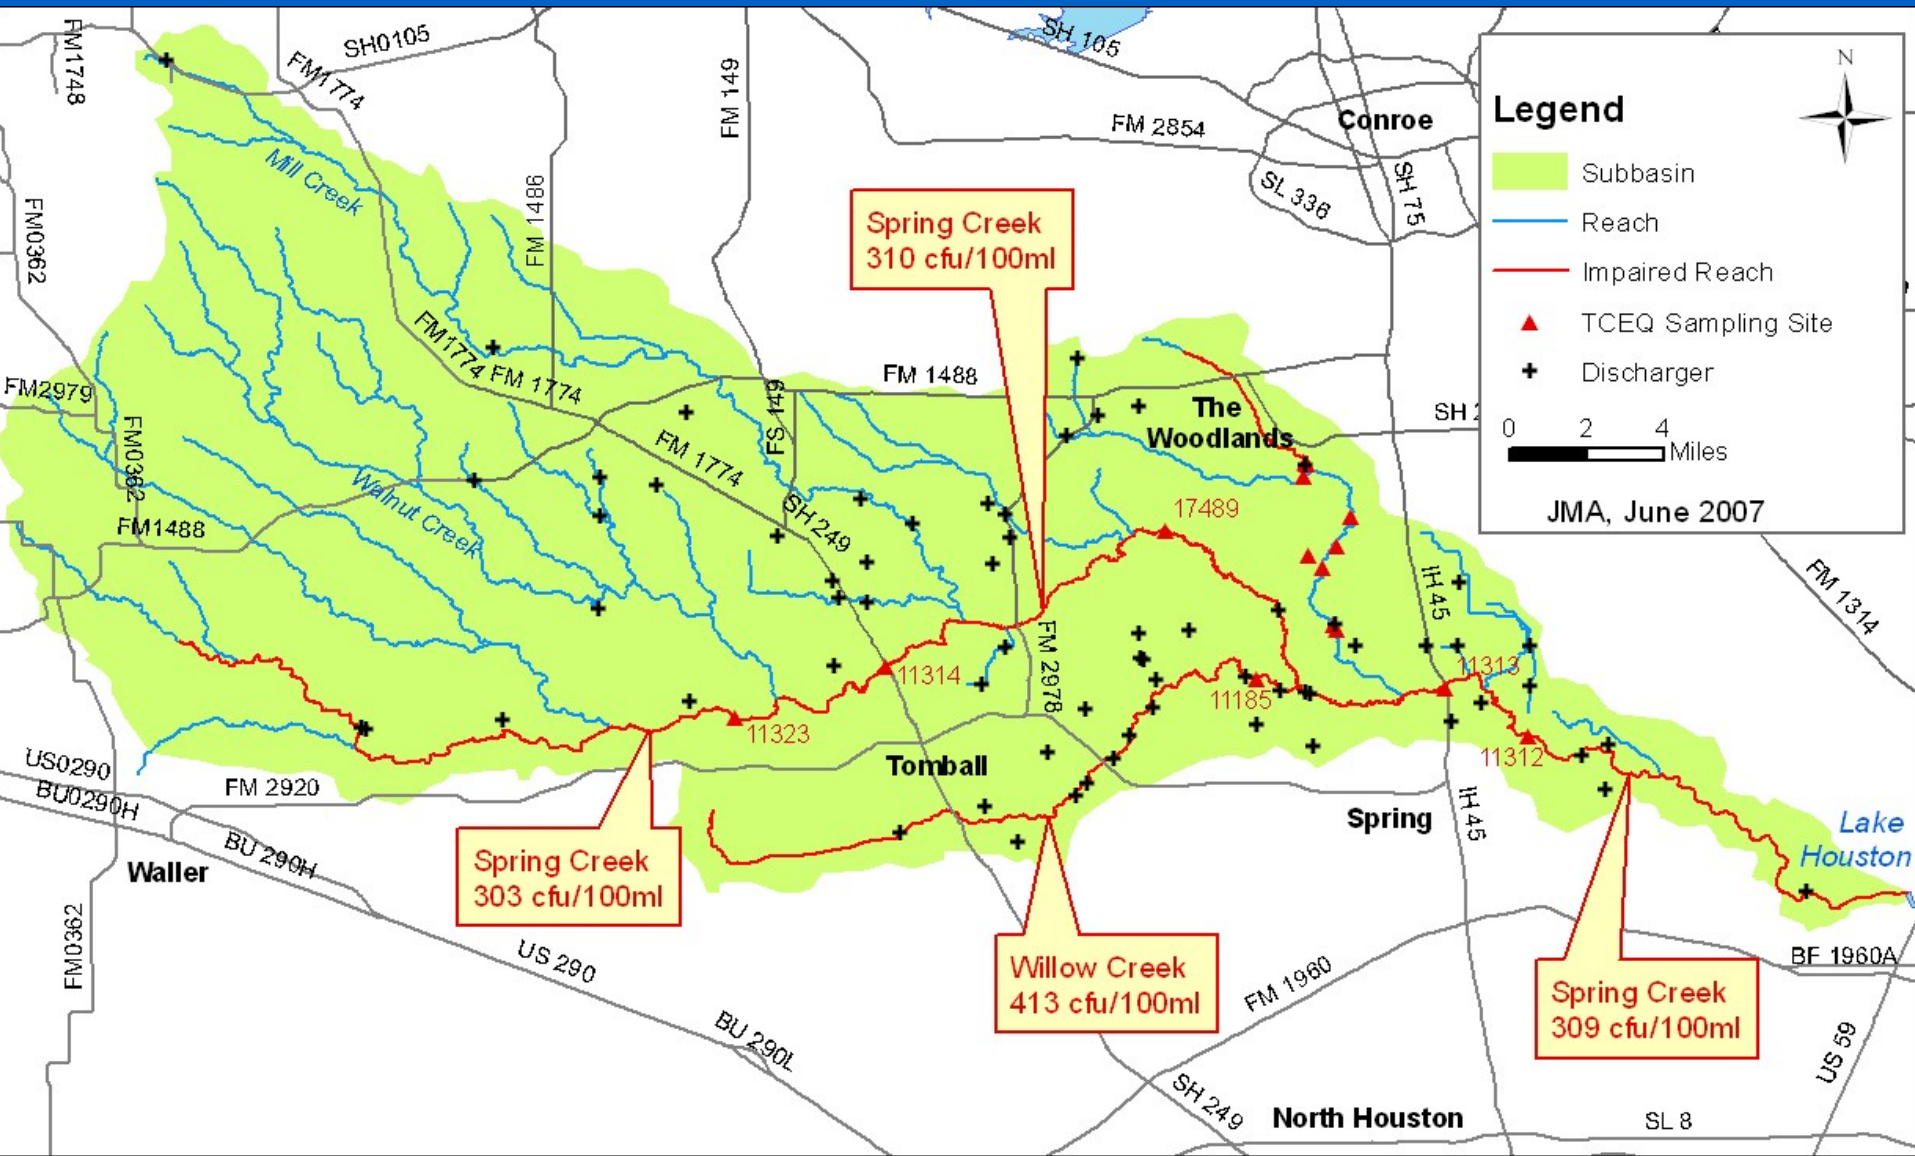 FM1748
SH0105
FM1774
FM 149
SH 105
Conroe
FM 2854
SL 336
SH 75
N
Legend
Subbasin
Reach
Impaired Reach
TCEQ Sampling Site
Discharger
0 2 4
Miles
JMA, June 2007
Mill Creek
FM 1486
FM0362
Spring Creek
310 cfu/100ml
FM1774
FM 1774
FM 1488
FM2979
FM0362
FS1449
The
Woodlands
SH 2
FM 1774
Walnut Creek
SH 249
FM1488
17489
IH 45
FM 1314
FM 2978
11314
11185
11313
11323
11312
US0290
BU0290H
FM 2920
Tomball
Spring
IH 45
Lake
Houston
BU 290H
Waller
Spring Creek
303 cfu/100ml
FM0362
US 290
Willow Creek
413 cfu/100ml
FM 1960
BF 1960A
Spring Creek
309 cfu/100ml
US 59
BU 290L
SH 249
North Houston
SL 8